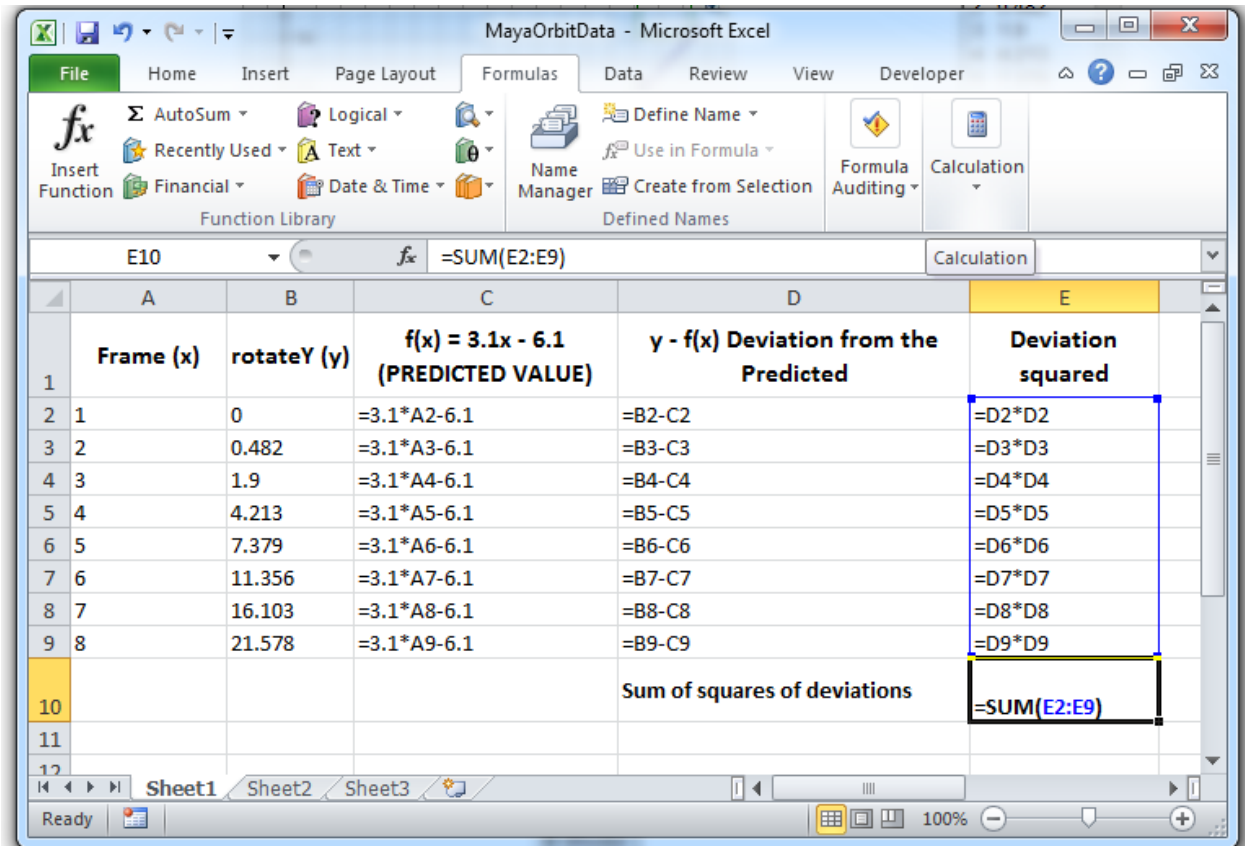 MayaOrbitData - Microsoft Excel
File Home Insert Page Layout Formulas Data Review View Developer
fx Insert Function
Σ AutoSum
Recently Used
Financial
Logical
A Text
Date & Time
θ
Function Library
Name Manager
Define Name
Use in Formula
Create from Selection
Defined Names
Formula Auditing
Calculation
E10 fx =SUM(E2:E9)
Calculation
A B C D E
1 Frame (x) rotateY (y) f(x) = 3.1x - 6.1 (PREDICTED VALUE) y - f(x) Deviation from the Predicted Deviation squared
2 1 0 =3.1*A2-6.1 =B2-C2 =D2*D2
3 2 0.482 =3.1*A3-6.1 =B3-C3 =D3*D3
4 3 1.9 =3.1*A4-6.1 =B4-C4 =D4*D4
5 4 4.213 =3.1*A5-6.1 =B5-C5 =D5*D5
6 5 7.379 =3.1*A6-6.1 =B6-C6 =D6*D6
7 6 11.356 =3.1*A7-6.1 =B7-C7 =D7*D7
8 7 16.103 =3.1*A8-6.1 =B8-C8 =D8*D8
9 8 21.578 =3.1*A9-6.1 =B9-C9 =D9*D9
10 Sum of squares of deviations =SUM(E2:E9)
11
12
Sheet1 Sheet2 Sheet3
Ready 100%